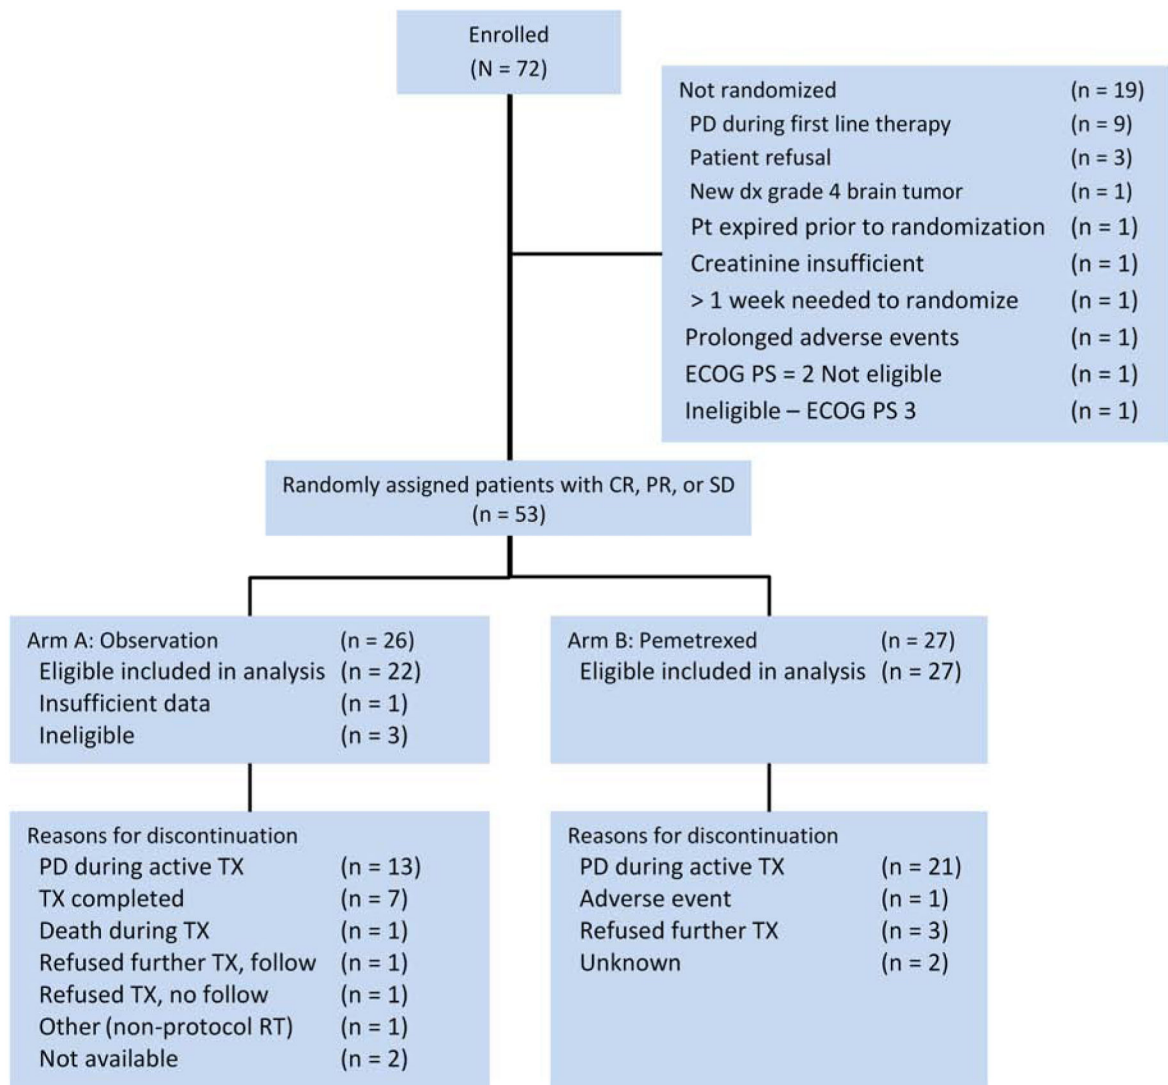 Enrolled
(N = 72)
Not randomized (n = 19)
PD during first line therapy (n = 9)
Patient refusal (n = 3)
New dx grade 4 brain tumor (n = 1)
Pt expired prior to randomization (n = 1)
Creatinine insufficient (n = 1)
> 1 week needed to randomize (n = 1)
Prolonged adverse events (n = 1)
ECOG PS = 2 Not eligible (n = 1)
Ineligible – ECOG PS 3 (n = 1)
Randomly assigned patients with CR, PR, or SD
(n = 53)
Arm A: Observation (n = 26)
Eligible included in analysis (n = 22)
Insufficient data (n = 1)
Ineligible (n = 3)
Arm B: Pemetrexed (n = 27)
Eligible included in analysis (n = 27)
Reasons for discontinuation
PD during active TX (n = 13)
TX completed (n = 7)
Death during TX (n = 1)
Refused further TX, follow (n = 1)
Refused TX, no follow (n = 1)
Other (non-protocol RT) (n = 1)
Not available (n = 2)
Reasons for discontinuation
PD during active TX (n = 21)
Adverse event (n = 1)
Refused further TX (n = 3)
Unknown (n = 2)